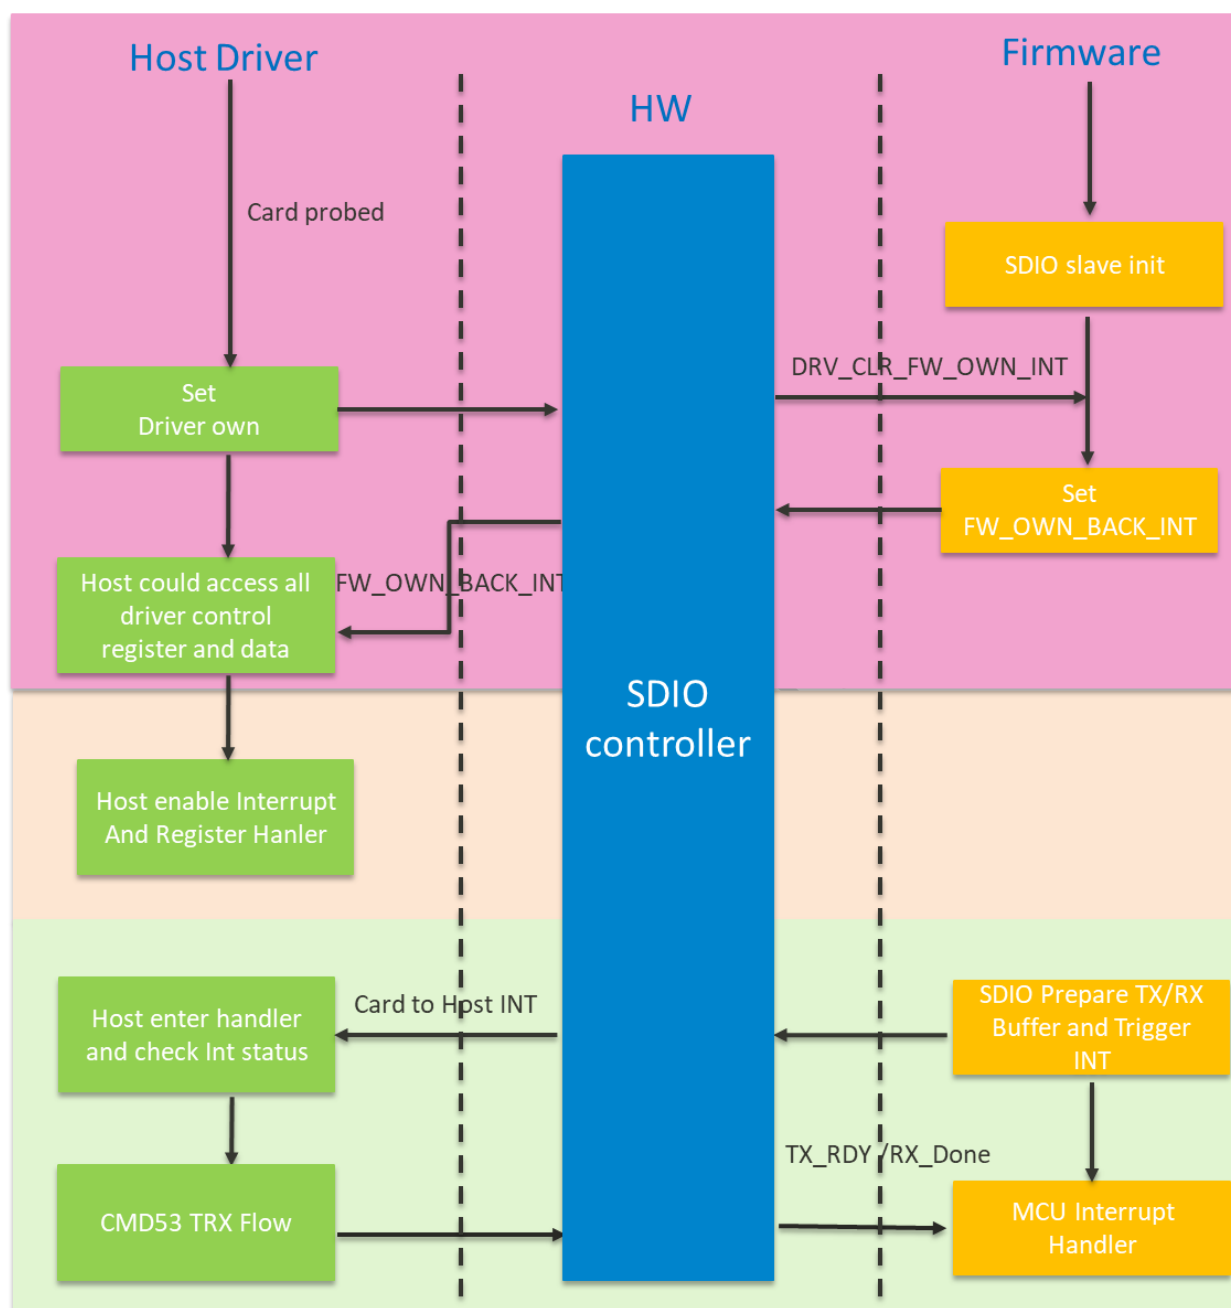 Host Driver
Firmware
HW
Card probed
SDIO slave init
DRV_CLR_FW_OWN_INT
Set
Driver own
Set
FW_OWN_BACK_INT
Host could access all
driver control
register and data
FW_OWN_BACK_INT
SDIO
controller
Host enable Interrupt
And Register Hanler
Host enter handler
and check Int status
Card to Host INT
SDIO Prepare TX/RX
Buffer and Trigger
INT
TX_RDY /RX_Done
CMD53 TRX Flow
MCU Interrupt
Handler